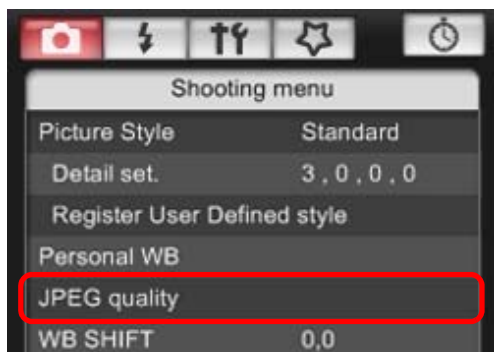 Shooting menu
Picture Style Standard
Detail set. 3 , 0 , 0 , 0
Register User Defined style
Personal WB
JPEG quality
WB SHIFT 0,0